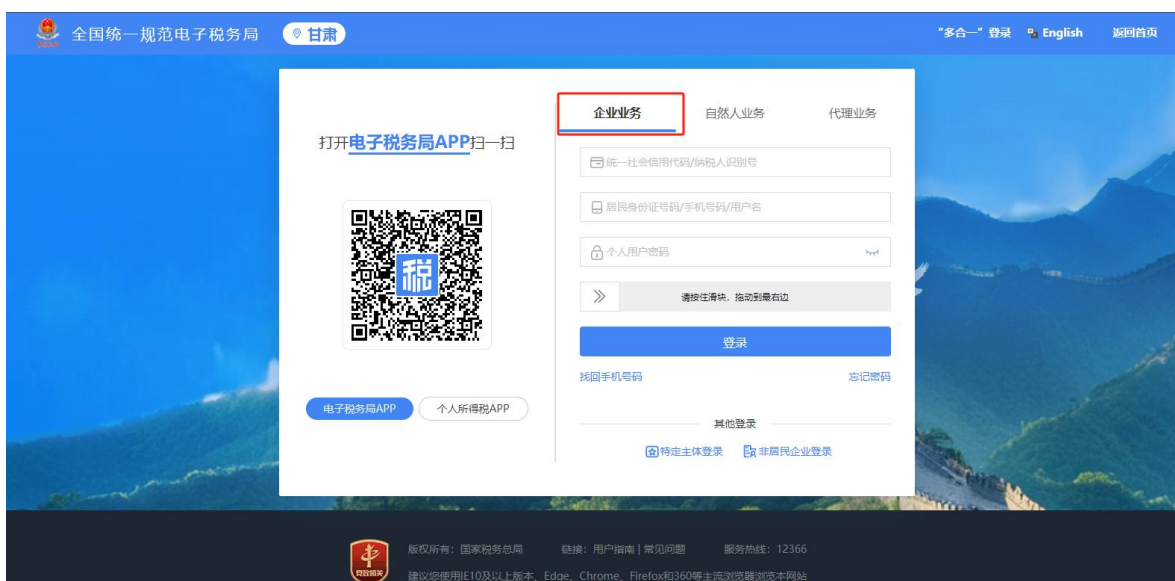 全国统一规范电子税务局 甘肃 "多合一" 登录 English 返回首页
企业业务 自然人业务 代理业务
打开电子税务局APP扫一扫
统一社会信用代码/纳税人识别号
居民身份证号码/手机号码/用户名
个人用户密码
税
请按住滑块，拖动到最右边
登录
找回手机号码 忘记密码
电子税务局APP 个人所得税APP
其他登录
特定主体登录 非居民企业登录
版权所有：国家税务总局 链接：用户指南 | 常见问题 服务热线：12366
党政机关
建议您使用IE10及以上版本、Edge、Chrome、Firefox和360等主流浏览器浏览本网站